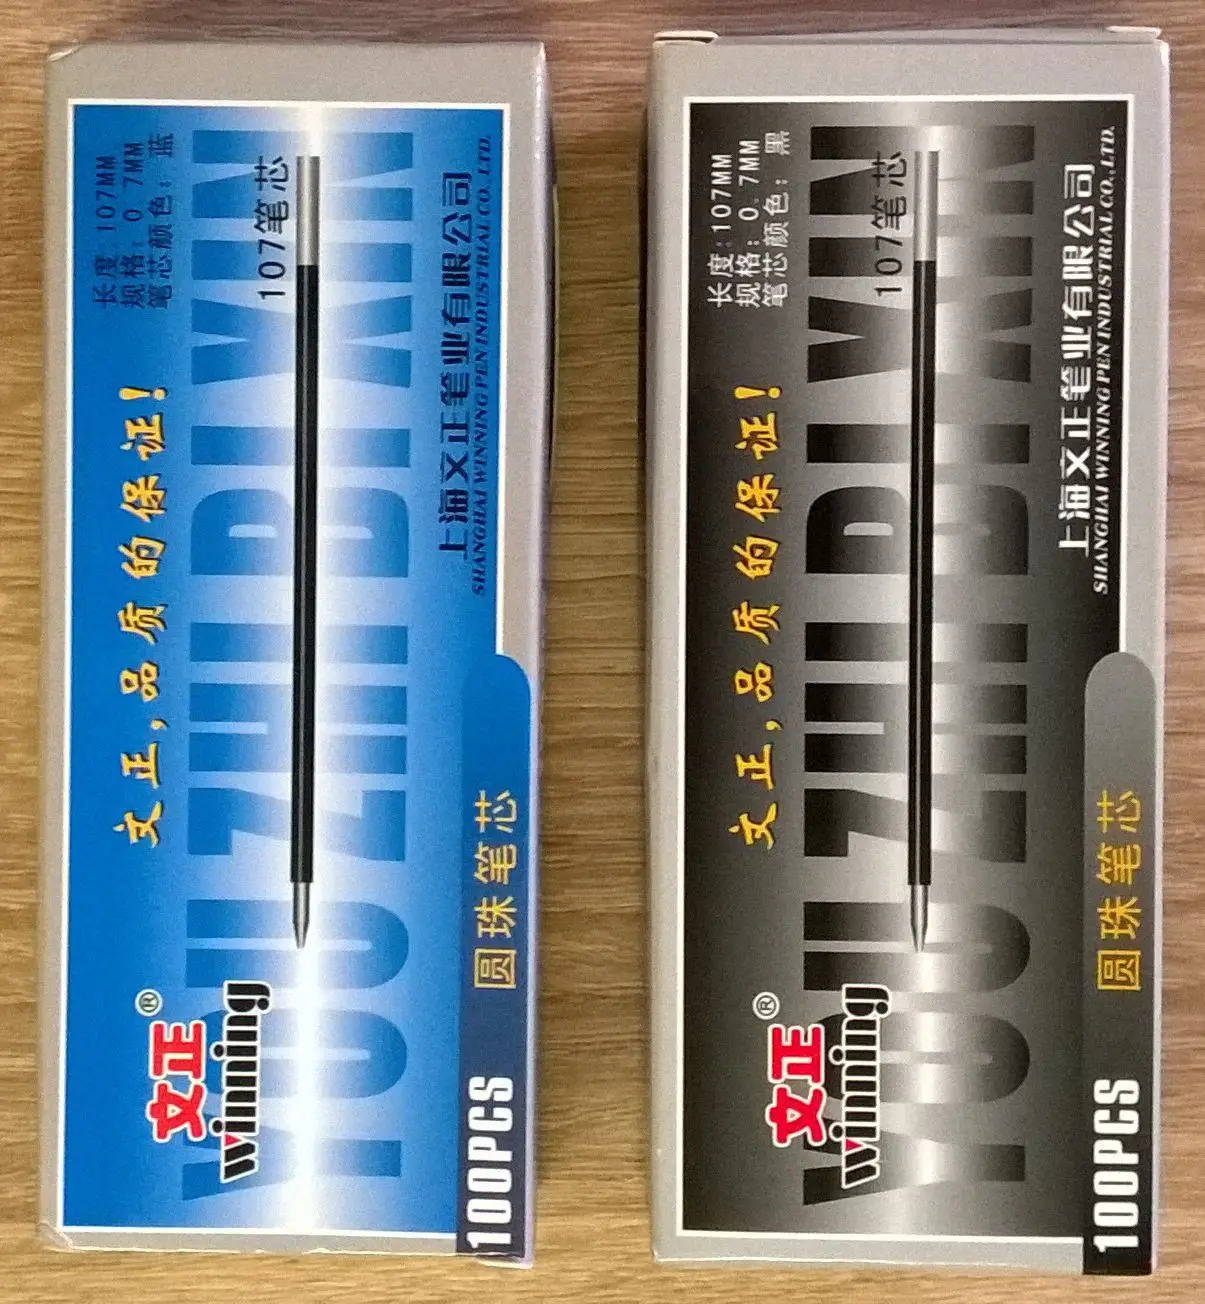 文正®
winning
文正,品质的保证!
长度:107MM
规格:0.7MM
笔芯颜色:蓝
107笔芯
YOU ZHI BI XIN
上海文正笔业有限公司
SHANGHAI WINNING PEN INDUSTRIAL CO.,LTD.
100PCS
圆珠笔芯
文正®
winning
文正,品质的保证!
长度:107MM
规格:0.7MM
笔芯颜色:黑
107笔芯
YOU ZHI BI XIN
上海文正笔业有限公司
SHANGHAI WINNING PEN INDUSTRIAL CO.,LTD.
100PCS
圆珠笔芯